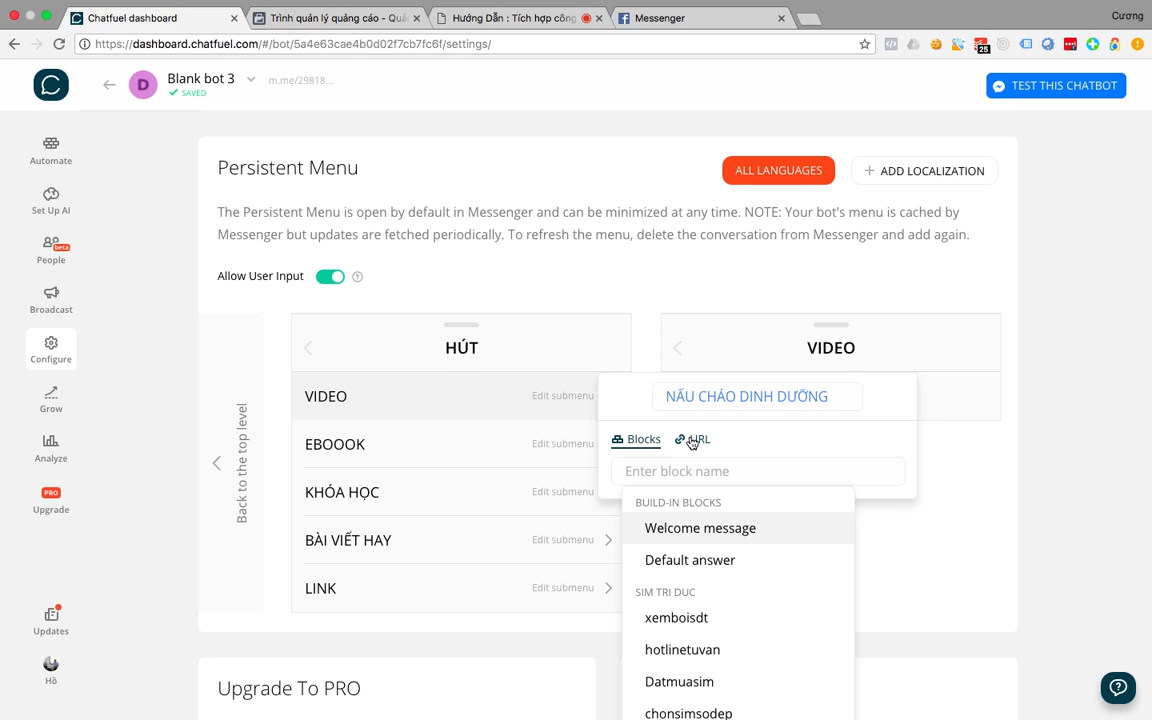 Chatfuel dashboard
Trình quản lý quảng cáo - Quả
Hướng Dẫn : Tích hợp công
Messenger
Cương
https://dashboard.chatfuel.com/#/bot/5a4e63cae4b0d02f7cb7fc6f/settings/
25
D
Blank bot 3
m.me/29818...
SAVED
TEST THIS CHATBOT
Automate
Set Up AI
beta
People
Broadcast
Configure
Grow
Analyze
PRO
Upgrade
Updates
Hồ
Persistent Menu
ALL LANGUAGES
ADD LOCALIZATION
The Persistent Menu is open by default in Messenger and can be minimized at any time. NOTE: Your bot's menu is cached by
Messenger but updates are fetched periodically. To refresh the menu, delete the conversation from Messenger and add again.
Allow User Input
Back to the top level
HÚT
VIDEO
VIDEO Edit submenu
EBOOOK Edit submenu
KHÓA HỌC Edit submenu
BÀI VIẾT HAY Edit submenu
LINK Edit submenu
NẤU CHÁO DINH DƯỠNG
Blocks URL
Enter block name
BUILD-IN BLOCKS
Welcome message
Default answer
SIM TRI DUC
xemboisdt
hotlinetuvan
Datmuasim
chonsimsodep
Upgrade To PRO